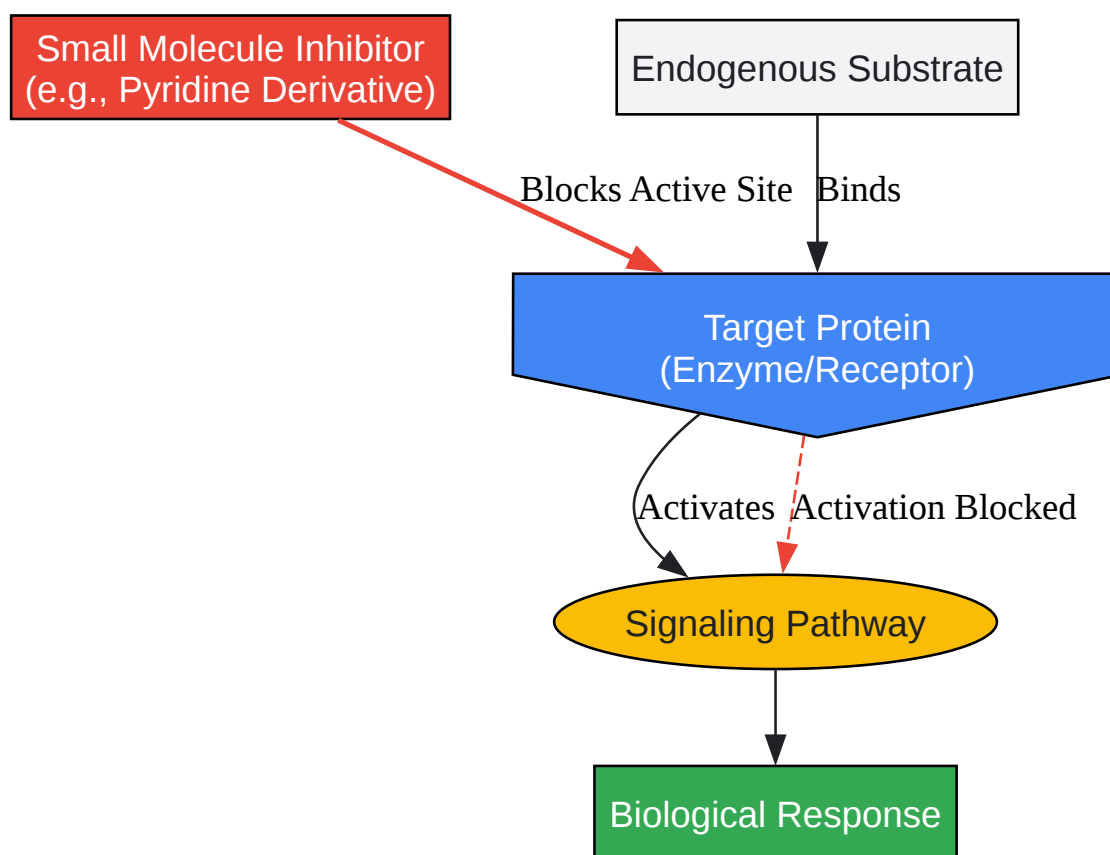 Small Molecule Inhibitor
(e.g., Pyridine Derivative)
Endogenous Substrate
Blocks Active Site
Binds
Target Protein
(Enzyme/Receptor)
Activates
Activation Blocked
Signaling Pathway
Biological Response